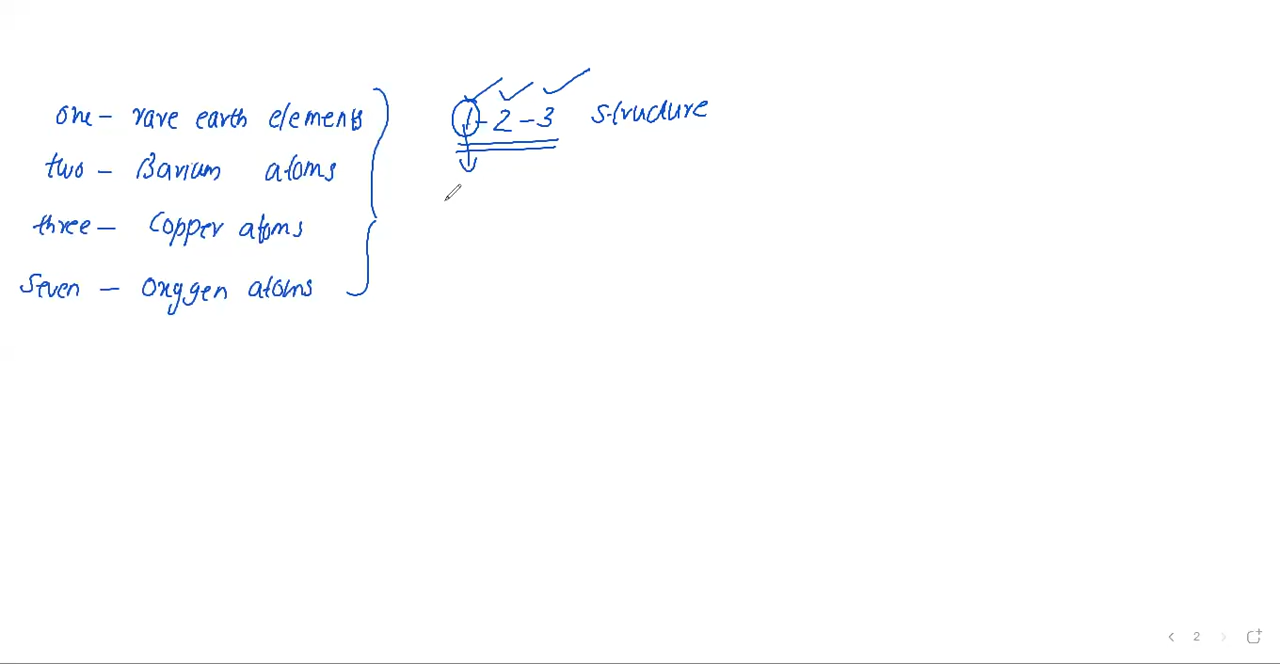 one - rare earth elements
two - Barium atoms
three - Copper atoms
Seven - Oxygen atoms
1-2-3 structure
2